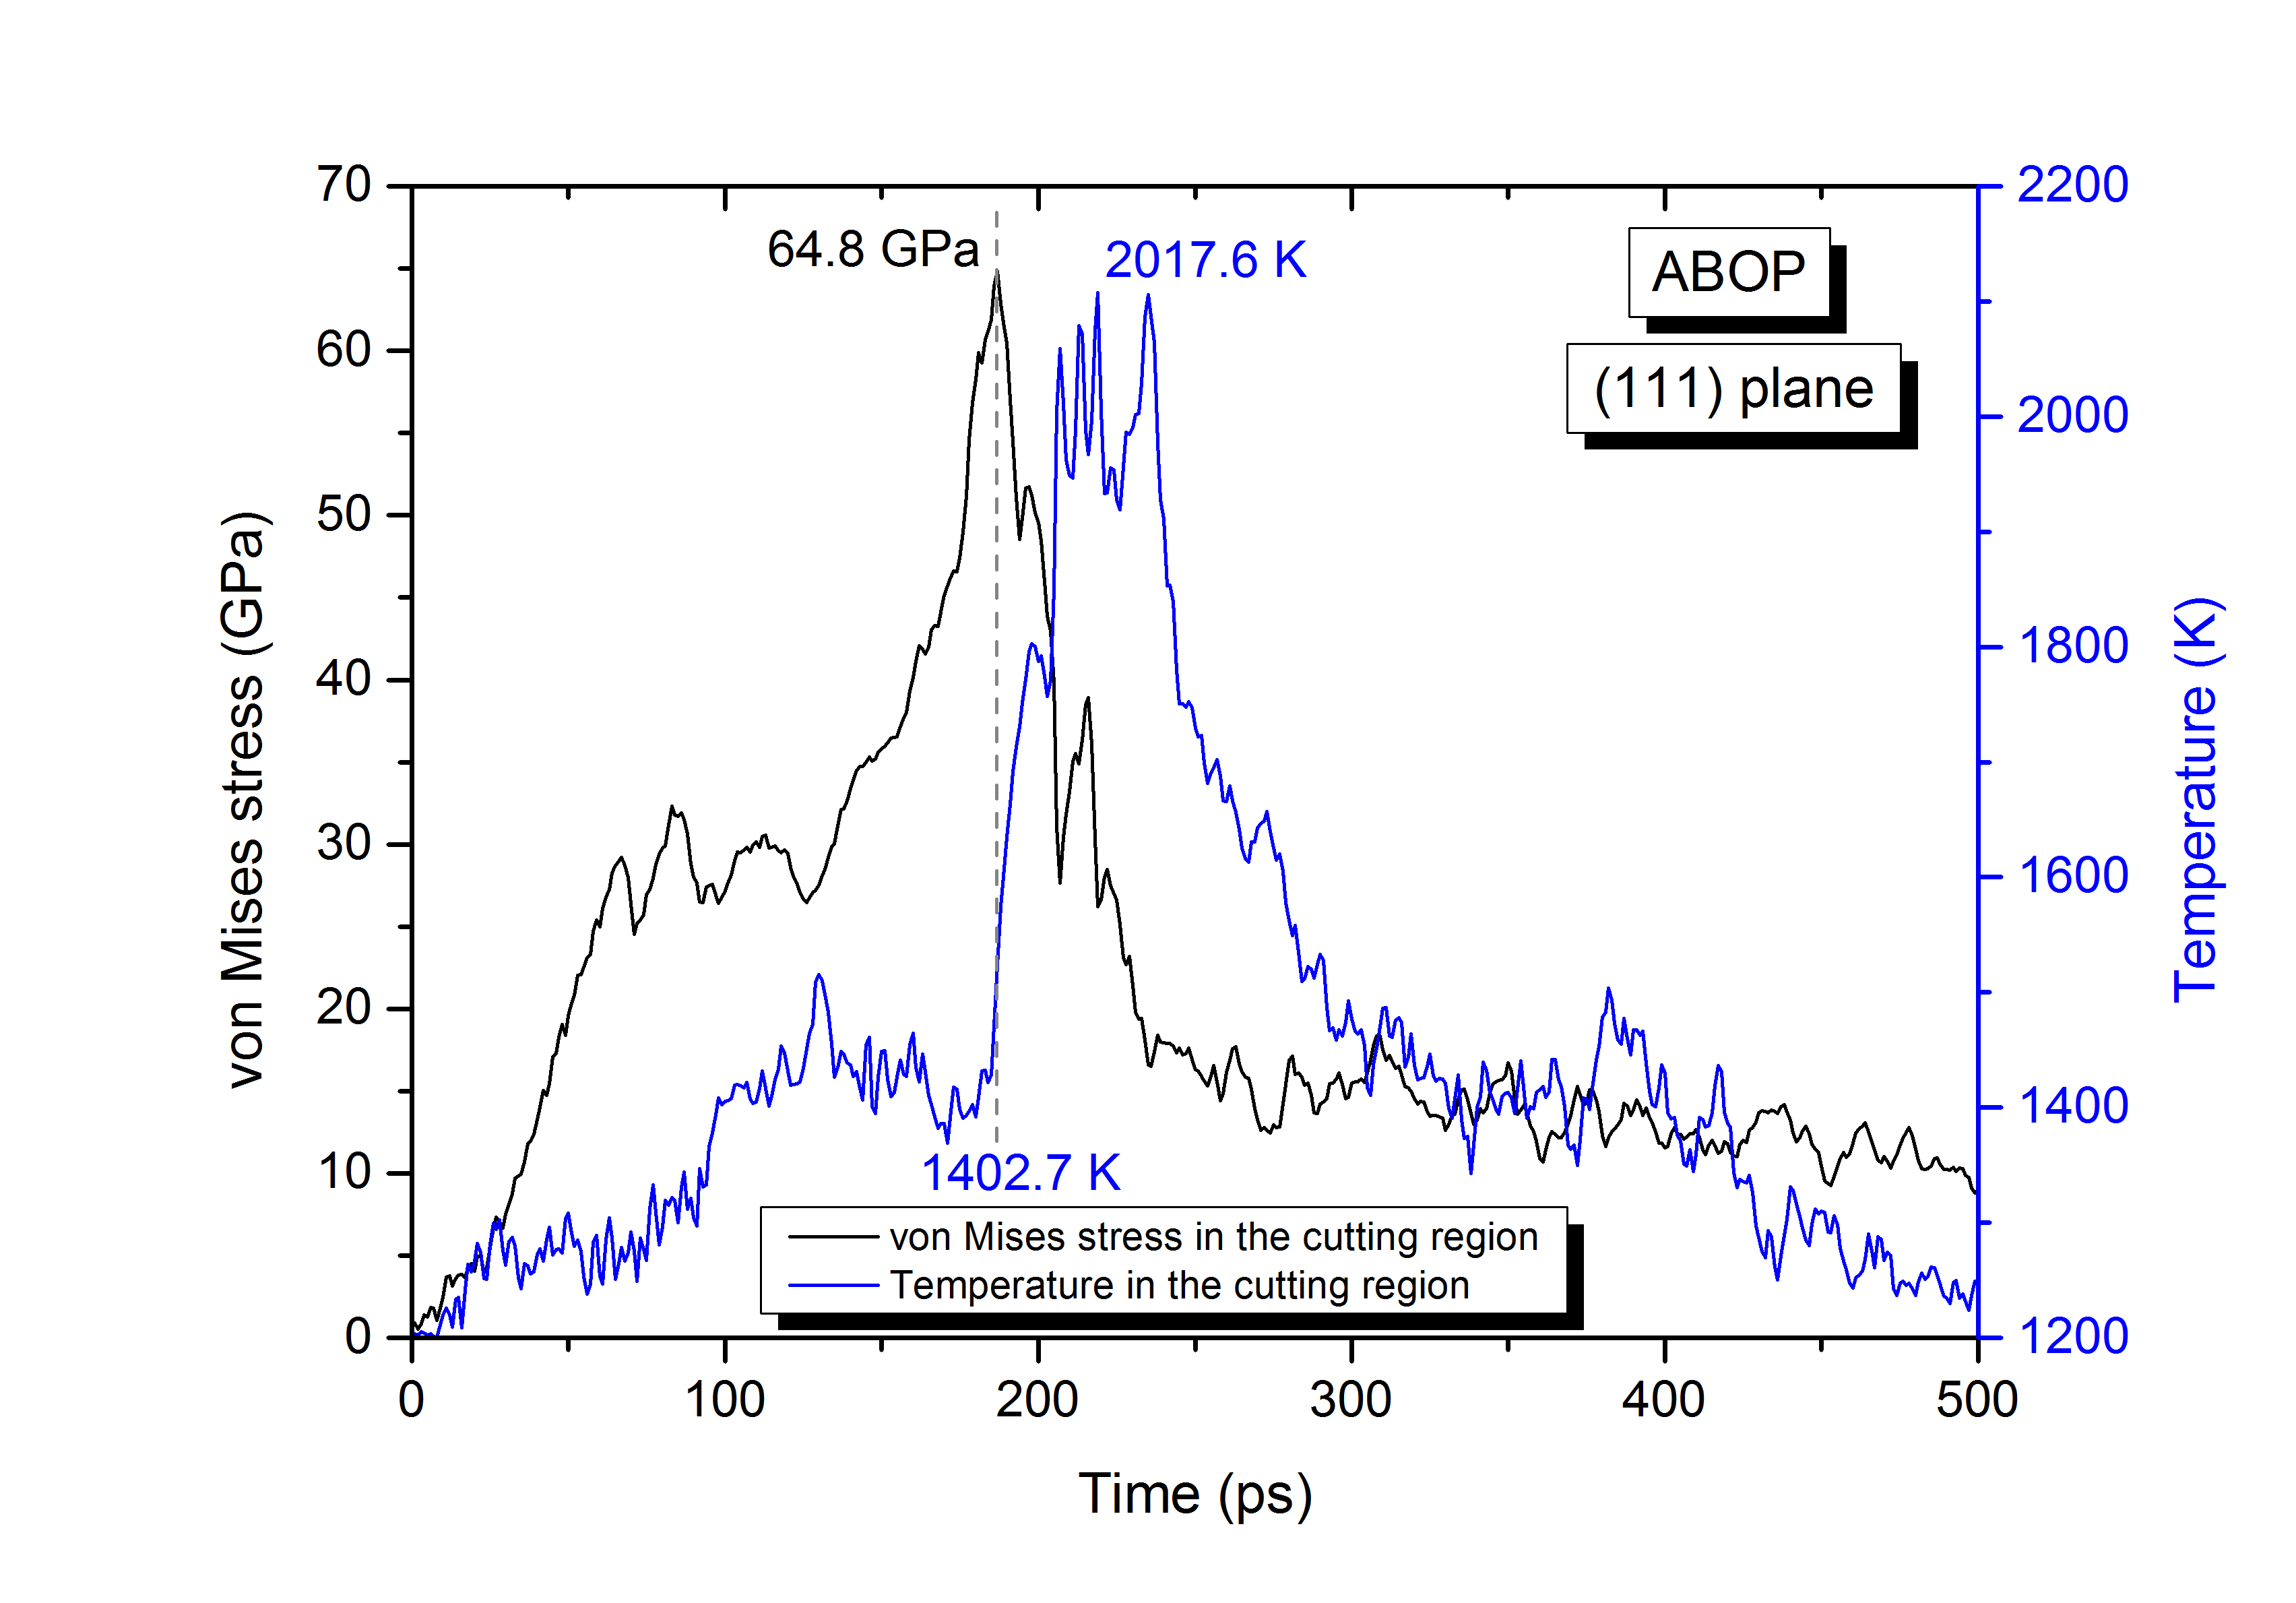 70
60
50
40
30
20
10
0
von Mises stress (GPa)
64.8 GPa
2017.6 K
ABOP
(111) plane
1402.7 K
von Mises stress in the cutting region
Temperature in the cutting region
2200
2000
1800
1600
1400
1200
Temperature (K)
0 100 200 300 400 500
Time (ps)